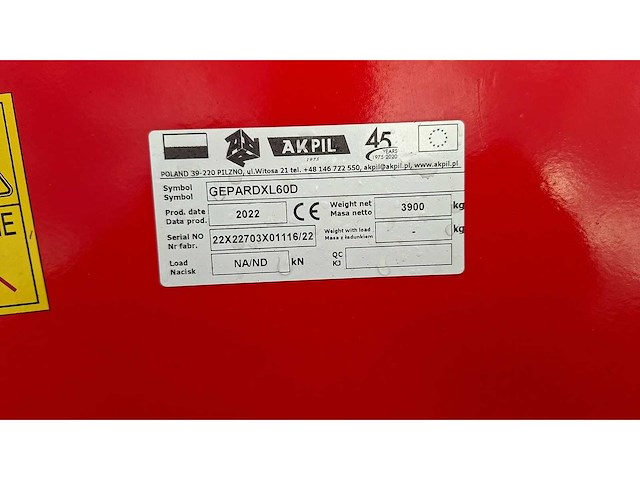 AKPIL
1975
45 YEARS
1975-2020
POLAND 39-220 PILZNO, ul.Witosa 21 tel. +48 146 722 550, akpil@akpil.pl, www.akpil.pl
Symbol GEPARDXL60D
Symbol
Prod. date 2022 CE Weight net 3900 kg
Data prod. Masa netto
Serial NO 22X22703X01116/22 Weight with load - kg
Nr fabr. Masa z ładunkiem
Load NA/ND kN QC
Nacisk KJ